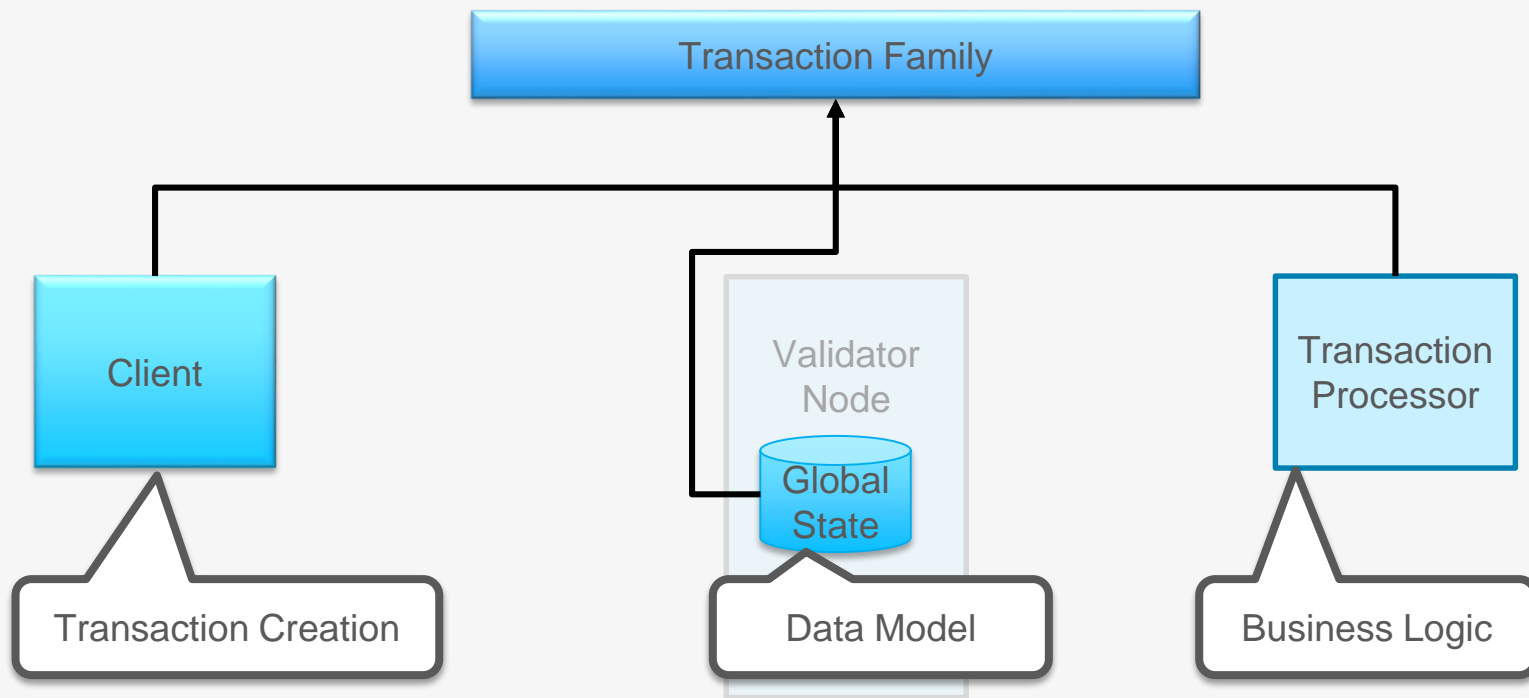 Transaction Family
Client
Validator
Node
Global
State
Transaction
Processor
Transaction Creation
Data Model
Business Logic